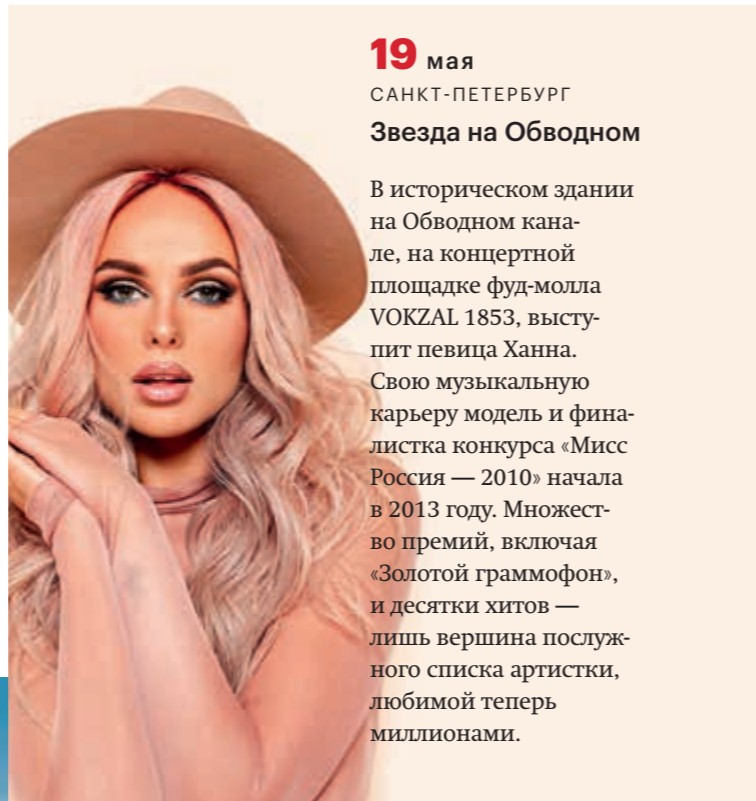 19 мая
САНКТ-ПЕТЕРБУРГ
Звезда на Обводном
В историческом здании
на Обводном кана-
ле, на концертной
площадке фуд-молла
VOKZAL 1853, высту-
пит певица Ханна.
Свою музыкальную
карьеру модель и фина-
листка конкурса «Мисс
Россия — 2010» начала
в 2013 году. Множест-
во премий, включая
«Золотой граммофон»,
и десятки хитов —
лишь вершина послуж-
ного списка артистки,
любимой теперь
миллионами.